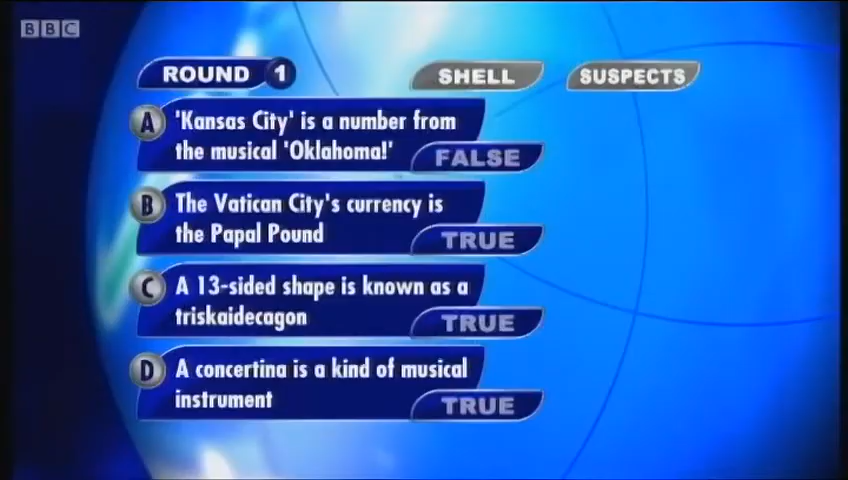 BBC
ROUND 1
SHELL
SUSPECTS
A
'Kansas City' is a number from
the musical 'Oklahoma!'
FALSE
B
The Vatican City's currency is
the Papal Pound
TRUE
C
A 13-sided shape is known as a
triskaidecagon
TRUE
D
A concertina is a kind of musical
instrument
TRUE